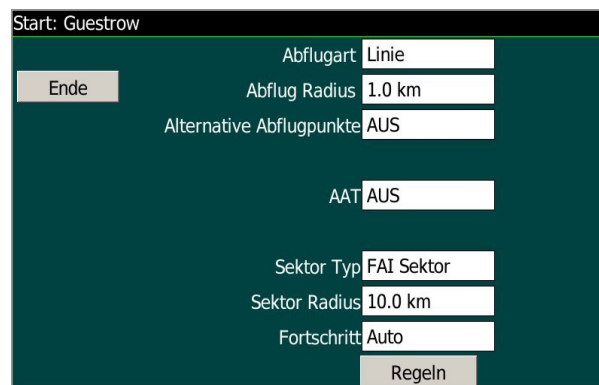 Start: Guestrow
Abflugart Linie
Ende
Abflug Radius 1.0 km
Alternative Abflugpunkte AUS
AAT AUS
Sektor Typ FAI Sektor
Sektor Radius 10.0 km
Fortschritt Auto
Regeln